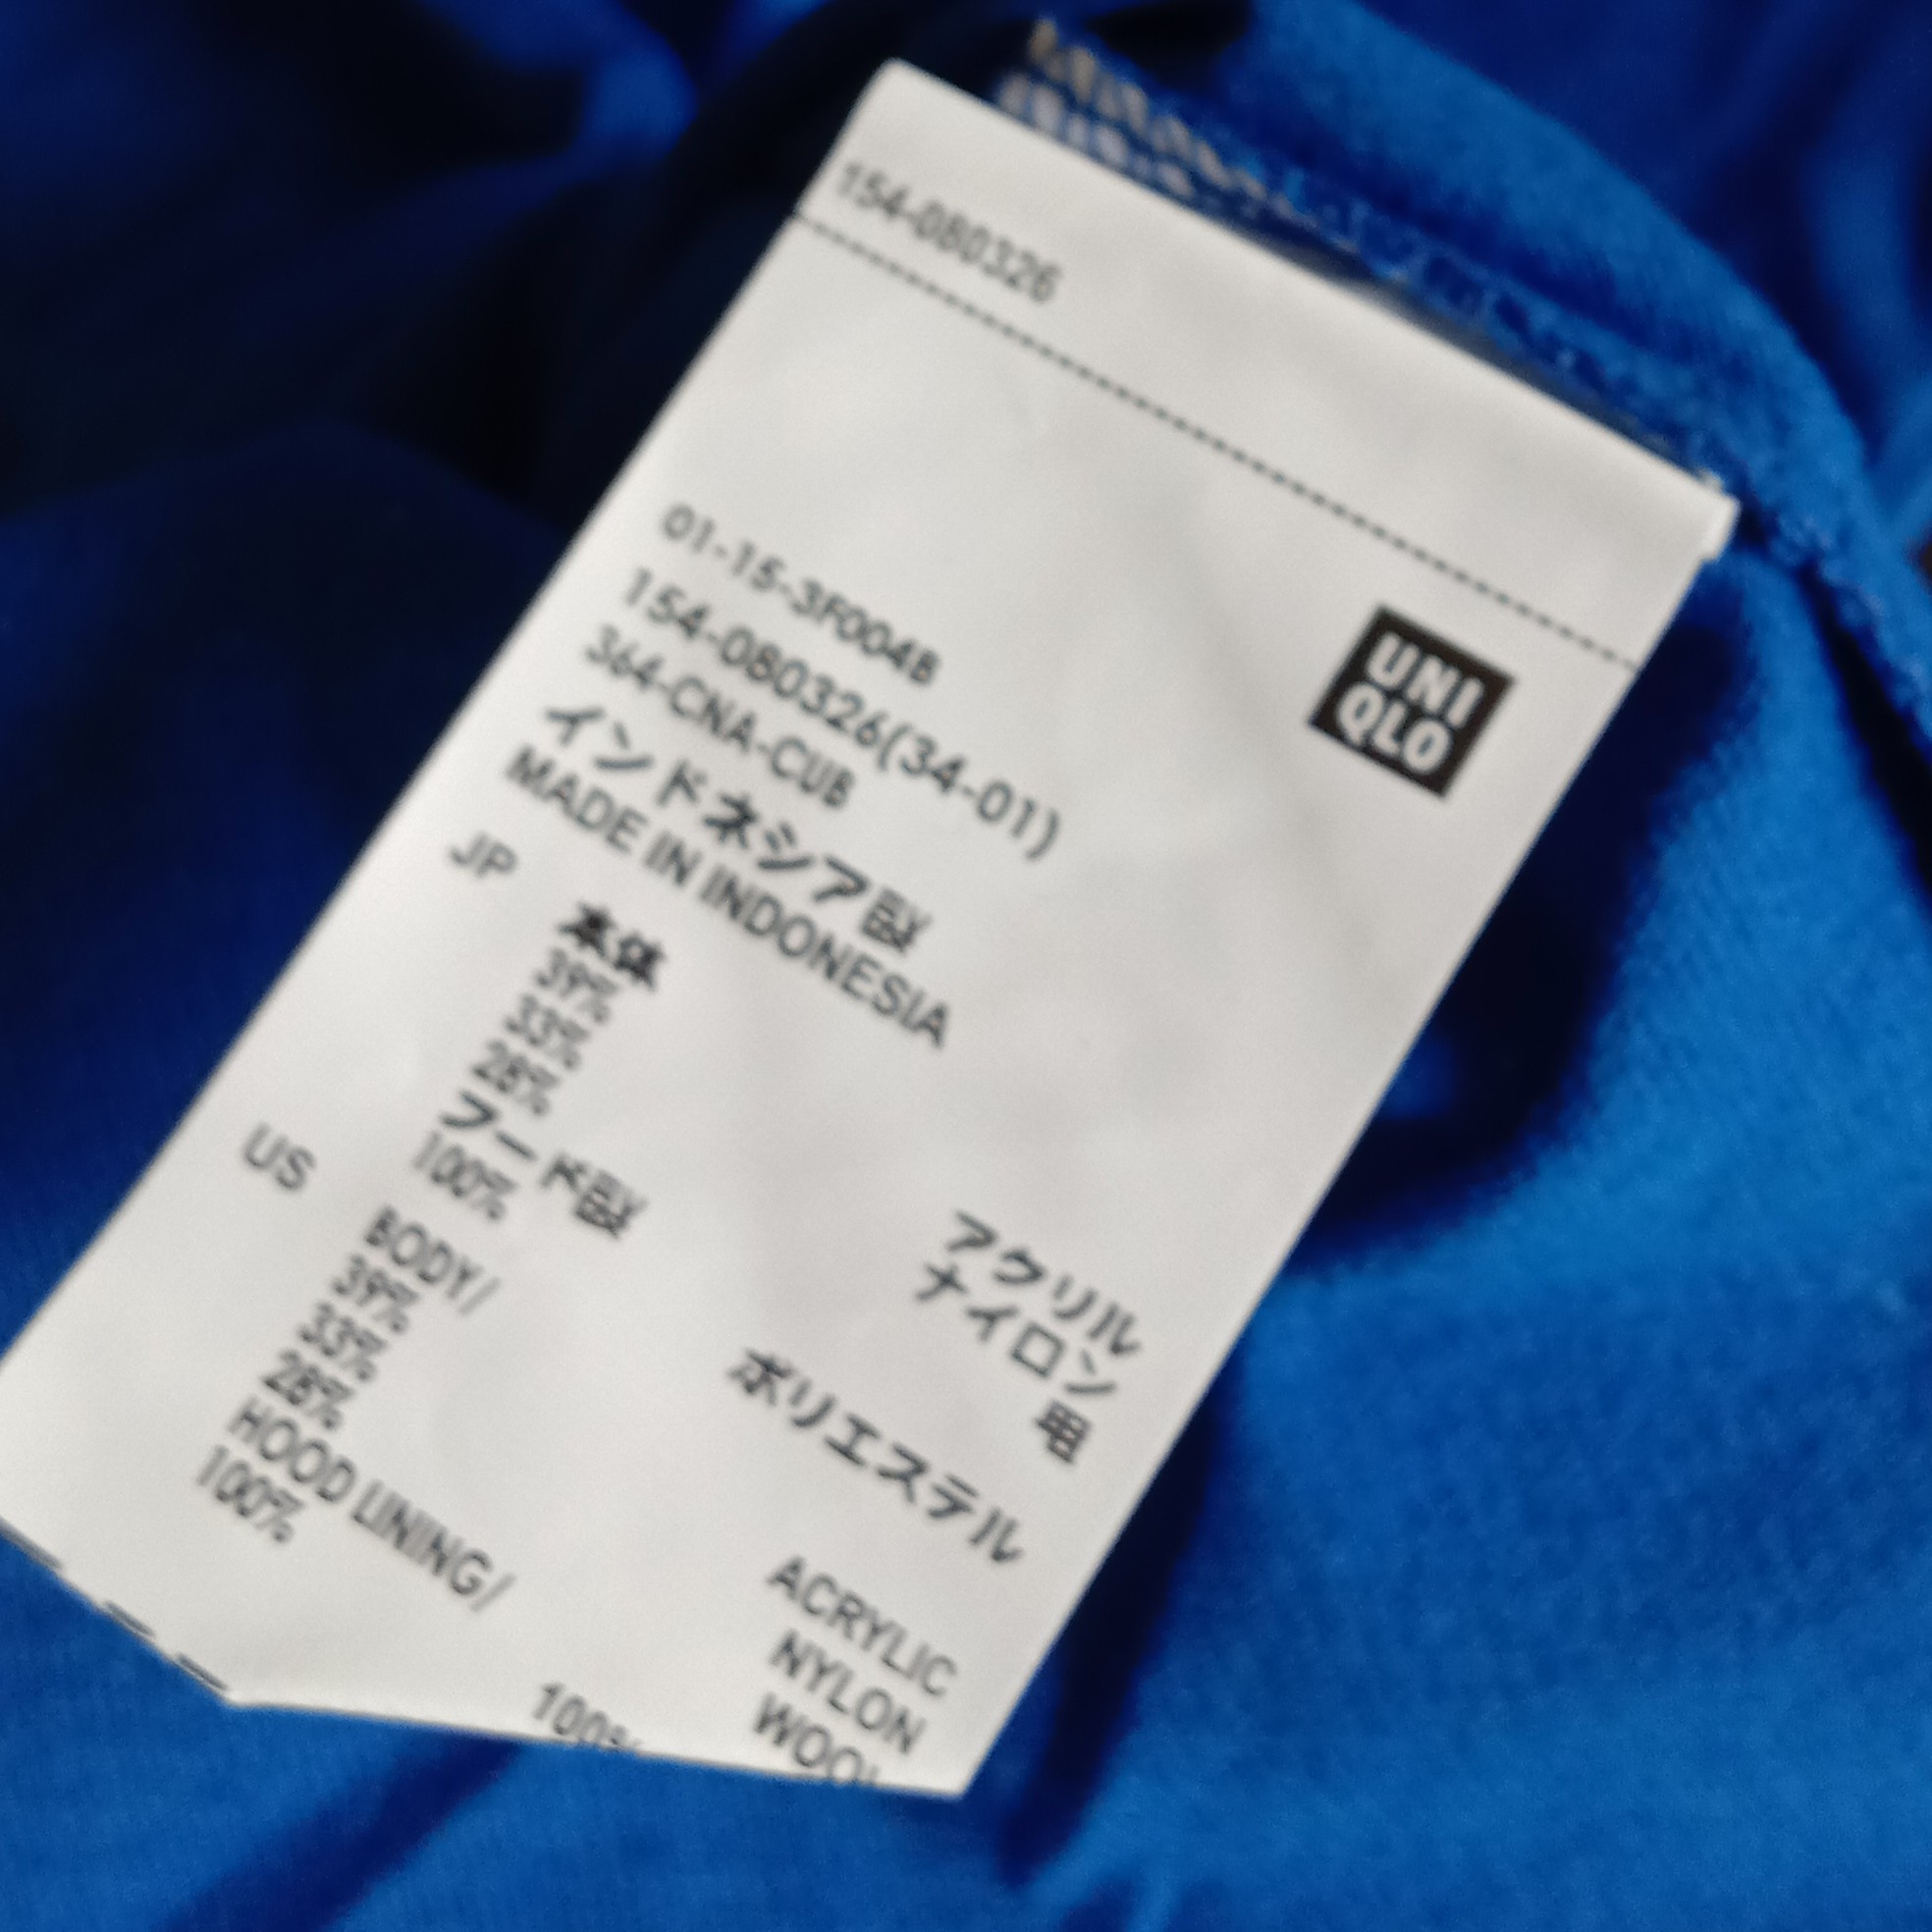 154-080326
UNI
QLO
01-15-3F004B
154-080326(34-01)
364-CNA-CUB
インドネシア製
MADE IN INDONESIA
JP
本体
39% アクリル
33% ナイロン
28% 毛
フード裏
100% ポリエステル
US
BODY/
39% ACRYLIC
33% NYLON
28% WOOL
HOOD LINING/
100%
100%